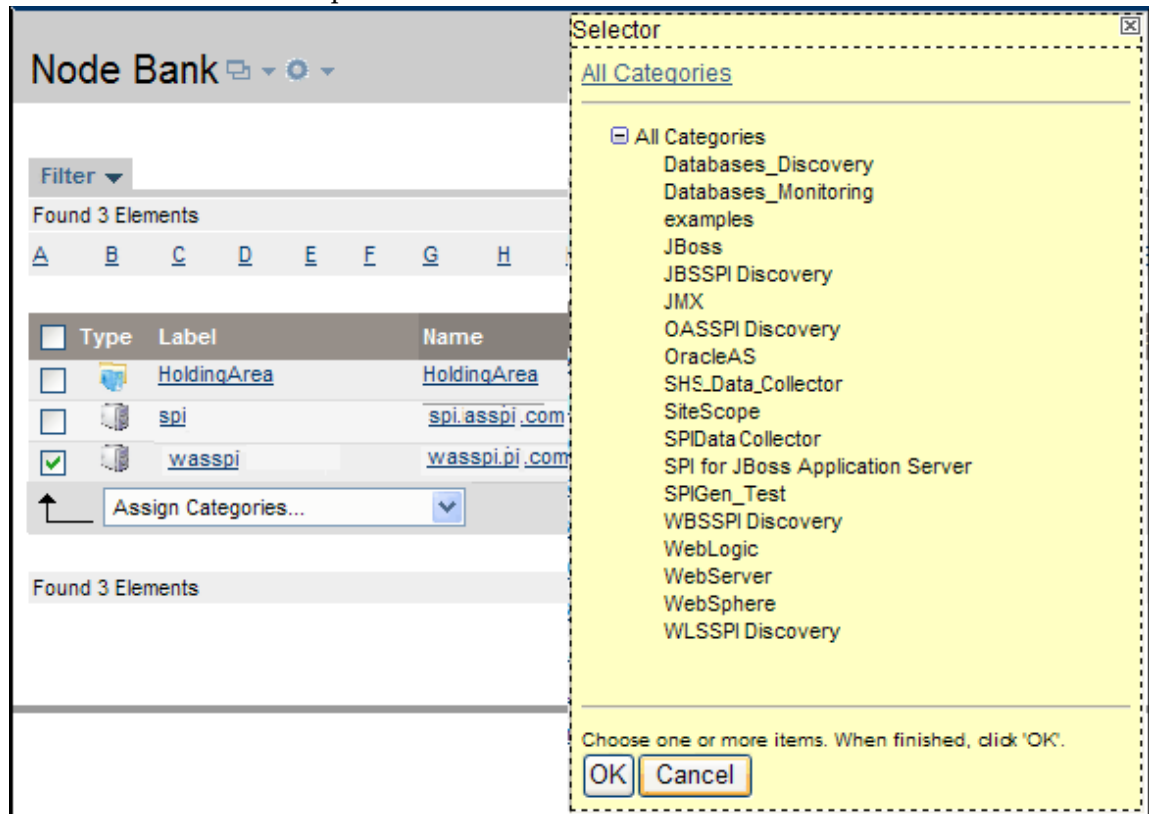 Node Bank
Filter
Found 3 Elements
A B C D E F G H
Type Label Name
HoldingArea HoldingArea
spi spi.asspi.com
wasspi wasspi.pi.com
Assign Categories...
Found 3 Elements
Selector
All Categories
All Categories
Databases_Discovery
Databases_Monitoring
examples
JBoss
JBSSPI Discovery
JMX
OASSPI Discovery
OracleAS
SHS_Data_Collector
SiteScope
SPIData Collector
SPI for JBoss Application Server
SPIGen_Test
WBSSPI Discovery
WebLogic
WebServer
WebSphere
WLSSPI Discovery
Choose one or more items. When finished, click 'OK'.
OK Cancel